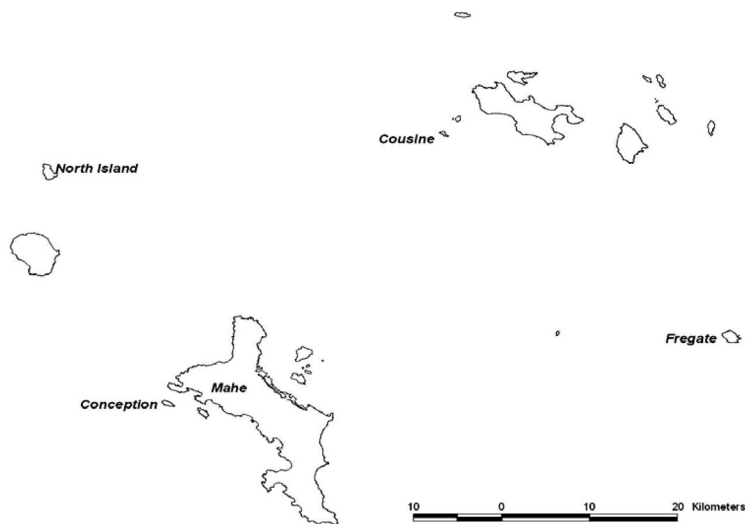 Cousine
North Island
Fregate
Mahe
Conception
10 0 10 20 Kilometers